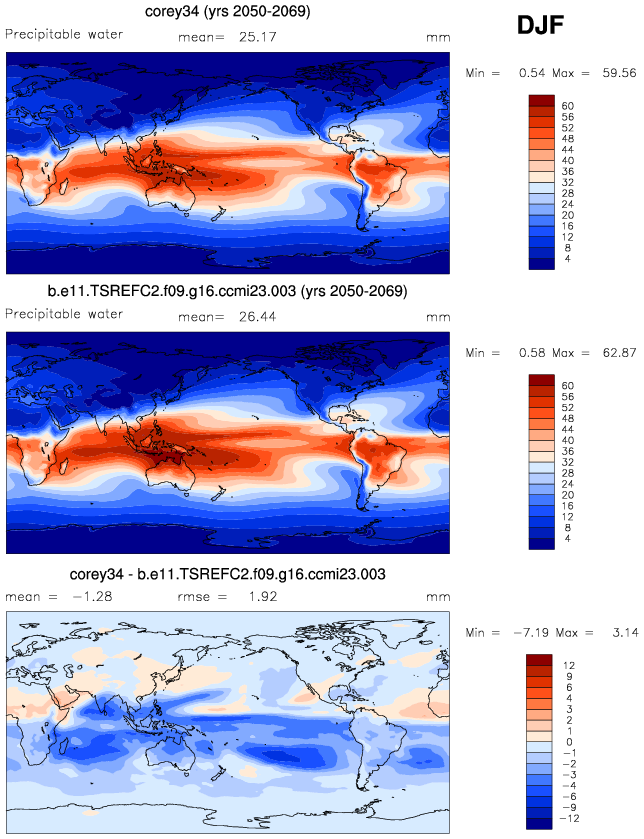 corey34 (yrs 2050-2069)
DJF
Precipitable water
mean= 25.17
mm
Min = 0.54 Max = 59.56
60
56
52
48
44
40
36
32
28
24
20
16
12
8
4
b.e11.TSREFC2.f09.g16.ccmi23.003 (yrs 2050-2069)
Precipitable water
mean= 26.44
mm
Min = 0.58 Max = 62.87
60
56
52
48
44
40
36
32
28
24
20
16
12
8
4
corey34 - b.e11.TSREFC2.f09.g16.ccmi23.003
mean = -1.28
rmse = 1.92
mm
Min = -7.19 Max = 3.14
12
9
6
4
3
2
1
0
-1
-2
-3
-4
-6
-9
-12